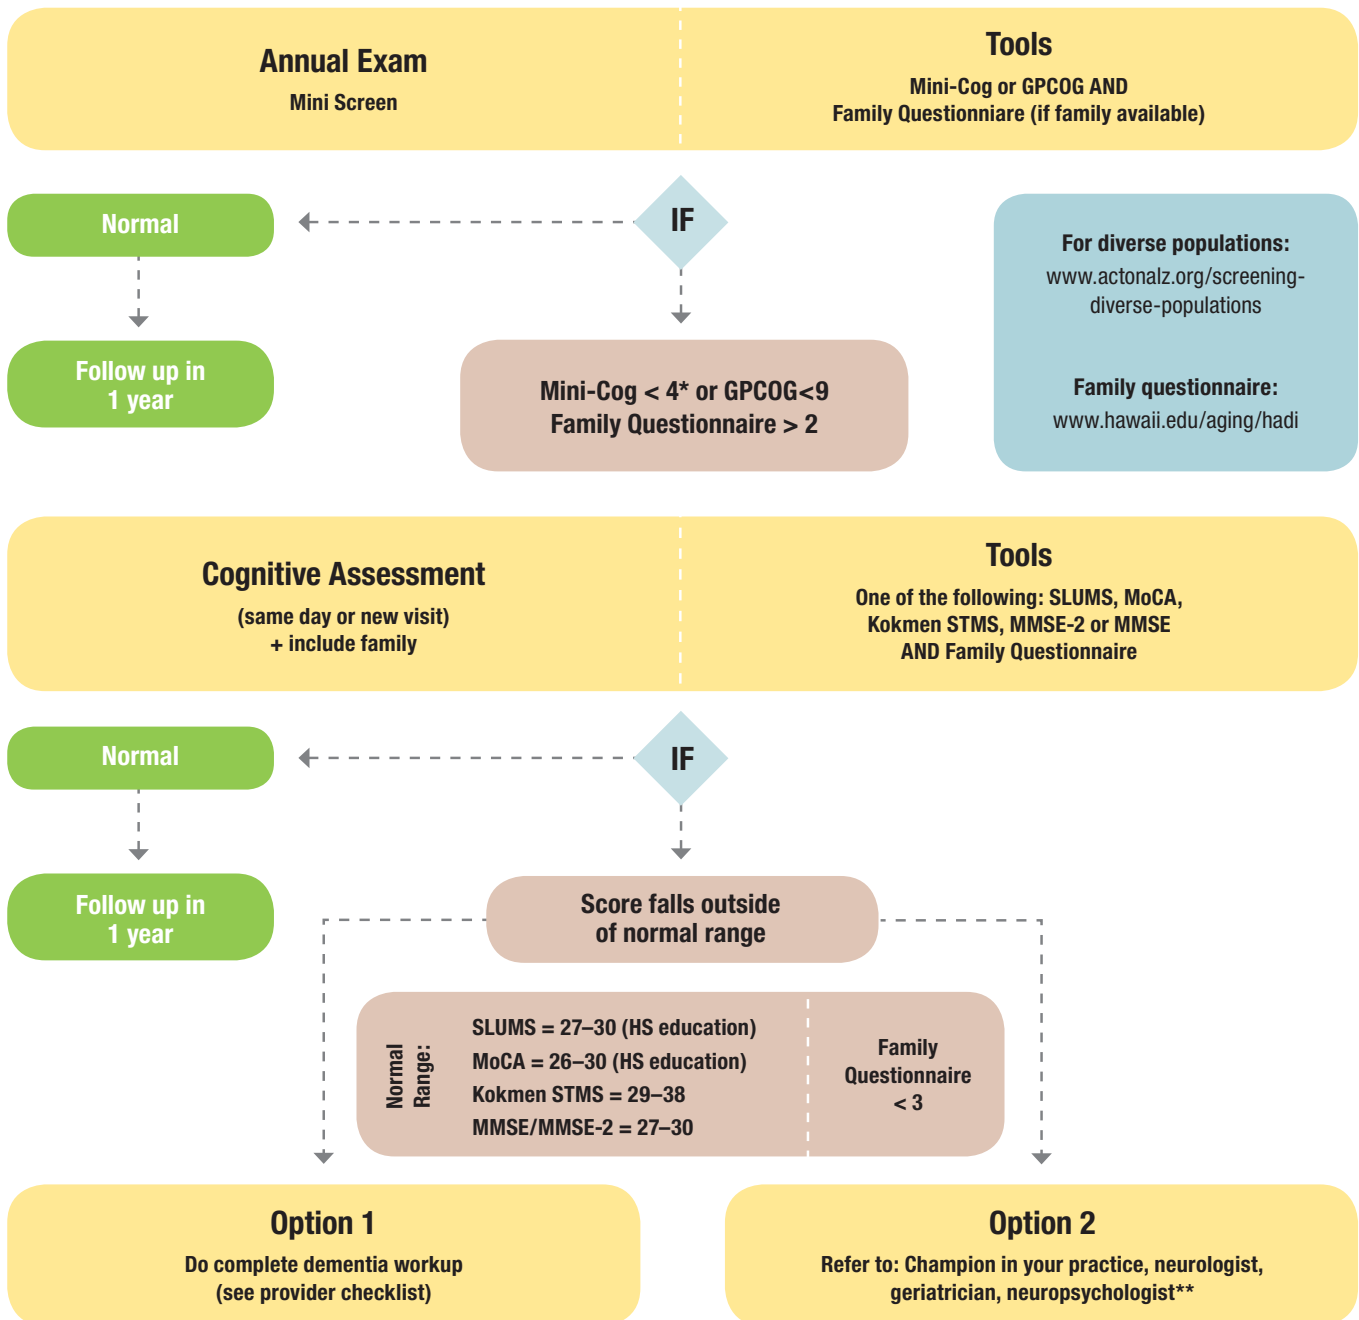 Annual Exam
Mini Screen
Tools
Mini-Cog or GPCOG AND
Family Questionniare (if family available)
Normal
IF
For diverse populations:
www.actonalz.org/screening-
diverse-populations
Family questionnaire:
www.hawaii.edu/aging/hadi
Follow up in
1 year
Mini-Cog < 4* or GPCOG<9
Family Questionnaire > 2
Cognitive Assessment
(same day or new visit)
+ include family
Tools
One of the following: SLUMS, MoCA,
Kokmen STMS, MMSE-2 or MMSE
AND Family Questionnaire
Normal
IF
Follow up in
1 year
Score falls outside
of normal range
Normal
Range:
SLUMS = 27–30 (HS education)
MoCA = 26–30 (HS education)
Kokmen STMS = 29–38
MMSE/MMSE-2 = 27–30
Family
Questionnaire
< 3
Option 1
Do complete dementia workup
(see provider checklist)
Option 2
Refer to: Champion in your practice, neurologist,
geriatrician, neuropsychologist**